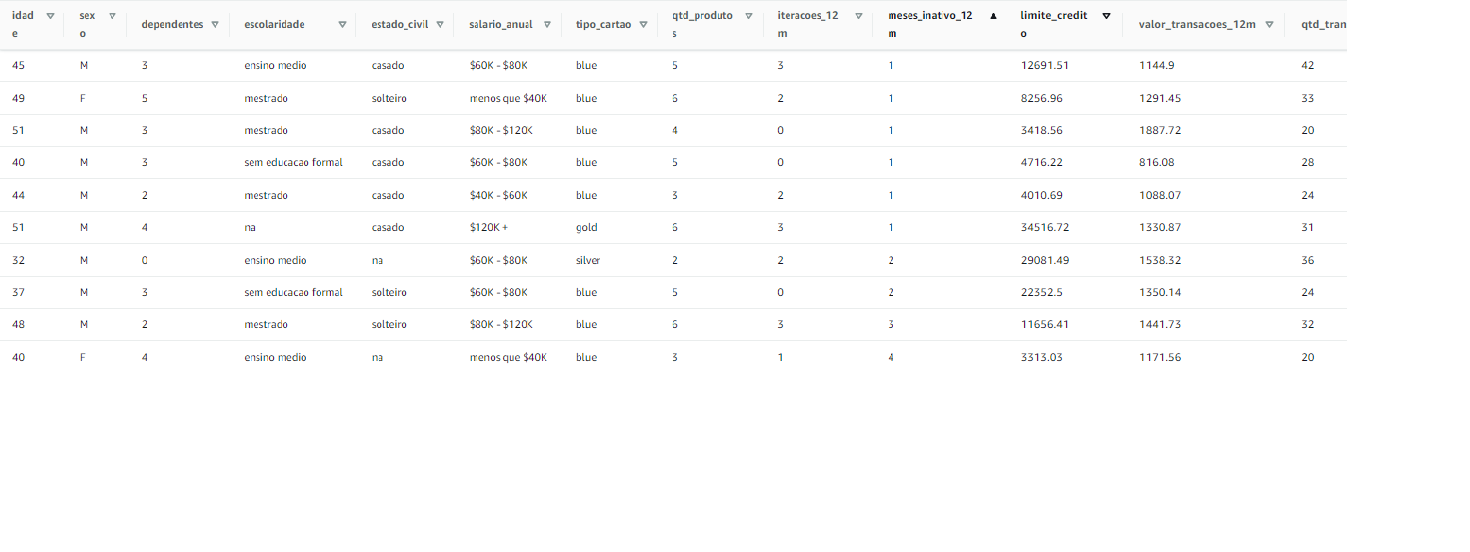 idade sexo dependentes escolaridade estado_civil salario_anual tipo_cartao qtd_produtos iteracoes_12m meses_inativo_12m limite_credito valor_transacoes_12m qtd_tran
45 M 3 ensino medio casado $60K - $80K blue 5 3 1 12691.51 1144.9 42
49 F 5 mestrado solteiro menos que $40K blue 6 2 1 8256.96 1291.45 33
51 M 3 mestrado casado $80K - $120K blue 4 0 1 3418.56 1887.72 20
40 M 3 sem educacao formal casado $60K - $80K blue 5 0 1 4716.22 816.08 28
44 M 2 mestrado casado $40K - $60K blue 3 2 1 4010.69 1088.07 24
51 M 4 na casado $120K + gold 6 3 1 34516.72 1330.87 31
32 M 0 ensino medio na $60K - $80K silver 2 2 2 29081.49 1538.32 36
37 M 3 sem educacao formal solteiro $60K - $80K blue 5 0 2 22352.5 1350.14 24
48 M 2 mestrado solteiro $80K - $120K blue 6 3 3 11656.41 1441.73 32
40 F 4 ensino medio na menos que $40K blue 3 1 4 3313.03 1171.56 20